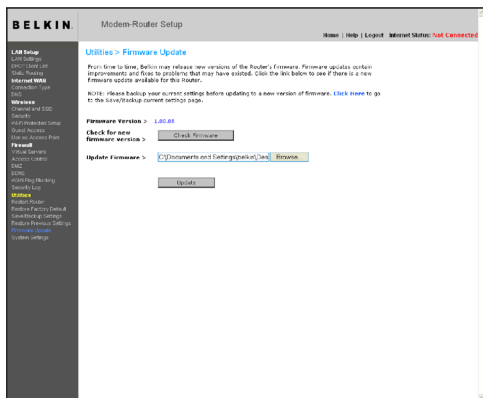 BELKIN.
Modem-Router Setup
Home | Help | Logout Internet Status: Not Connected
LAN Setup
LAN Settings
DHCP Client List
Static Routing
Internet WAN
Connection Type
DNS
Wireless
Channel and SSID
Security
Wi-Fi Protected Setup
Guest Access
Use as Access Point
Firewall
Virtual Servers
Access Control
DMZ
DDNS
WAN Ping Blocking
Security Log
Utilities
Restart Router
Restore Factory Default
Save/Backup Settings
Restore Previous Settings
Firmware Update
System Settings
Utilities > Firmware Update
From time to time, Belkin may release new versions of the Router's firmware. Firmware updates contain
improvements and fixes to problems that may have existed. Click the link below to see if there is a new
firmware update available for this Router.
NOTE: Please backup your current settings before updating to a new version of firmware. Click Here to go
to the Save/Backup current settings page.
Firmware Version >
Check for new
firmware version >
Check Firmware
Update Firmware >
C:\Documents and Settings\belkin\Des
Browse...
Update